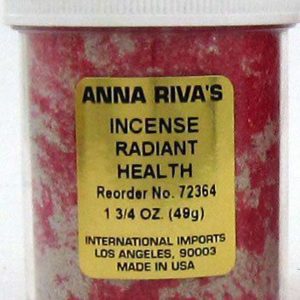 ANNA RIVA'S
INCENSE
RADIANT
HEALTH
Reorder No. 72364
1 3/4 OZ. (49g)
INTERNATIONAL IMPORTS
LOS ANGELES, 90003
MADE IN USA